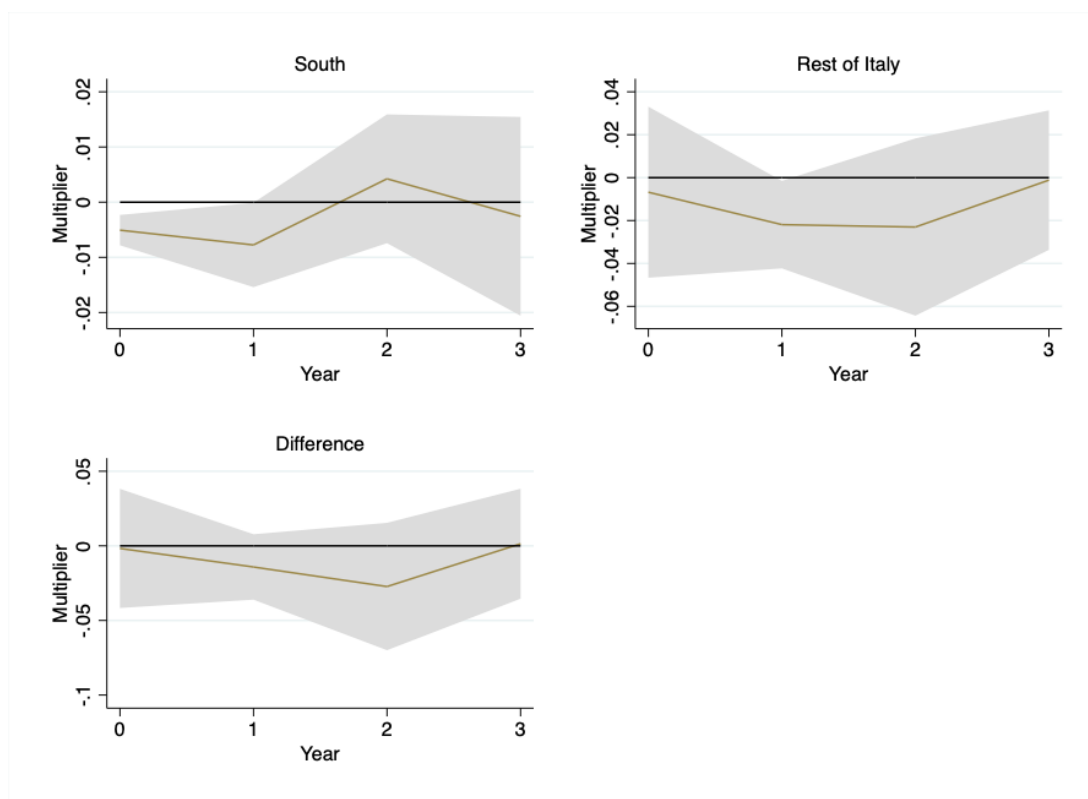 South
Multiplier
.02
.01
0
-.01
-.02
0 1 2 3
Year
Rest of Italy
Multiplier
.04
.02
0
-.02
-.04
-.06
0 1 2 3
Year
Difference
Multiplier
.05
0
-.05
-.1
0 1 2 3
Year